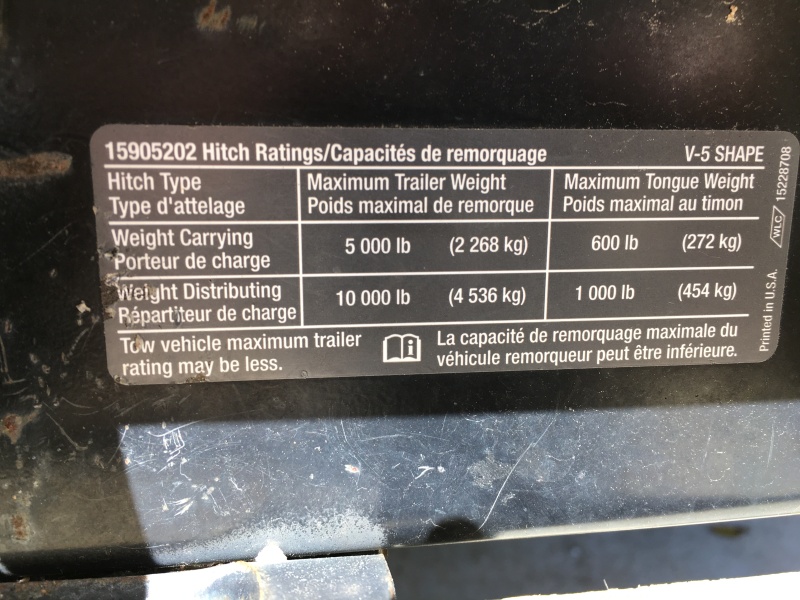 15905202 Hitch Ratings/Capacités de remorquage V-5 SHAPE
Hitch Type
Type d'attelage
Maximum Trailer Weight
Poids maximal de remorque
Maximum Tongue Weight
Poids maximal au timon
Weight Carrying
Porteur de charge
5 000 lb (2 268 kg)
600 lb (272 kg)
Weight Distributing
Répartiteur de charge
10 000 lb (4 536 kg)
1 000 lb (454 kg)
Tow vehicle maximum trailer
rating may be less.
La capacité de remorquage maximale du
véhicule remorqueur peut être inférieure.
Printed in U.S.A. WLC 15228708